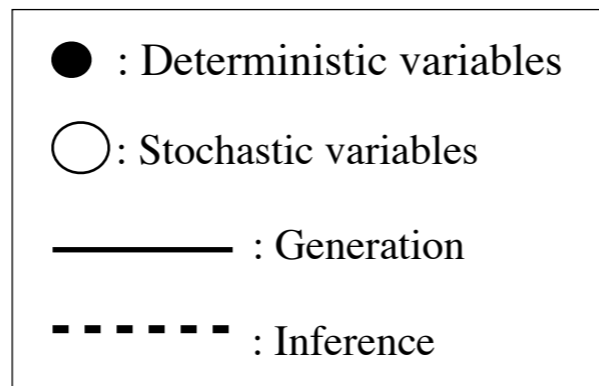 : Deterministic variables
: Stochastic variables
: Generation
: Inference